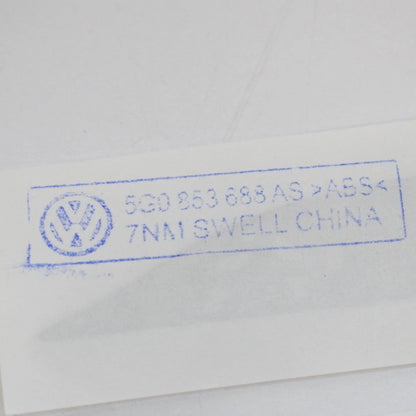 5G0 853 688 AS >ABS<
7NM SWELL CHINA